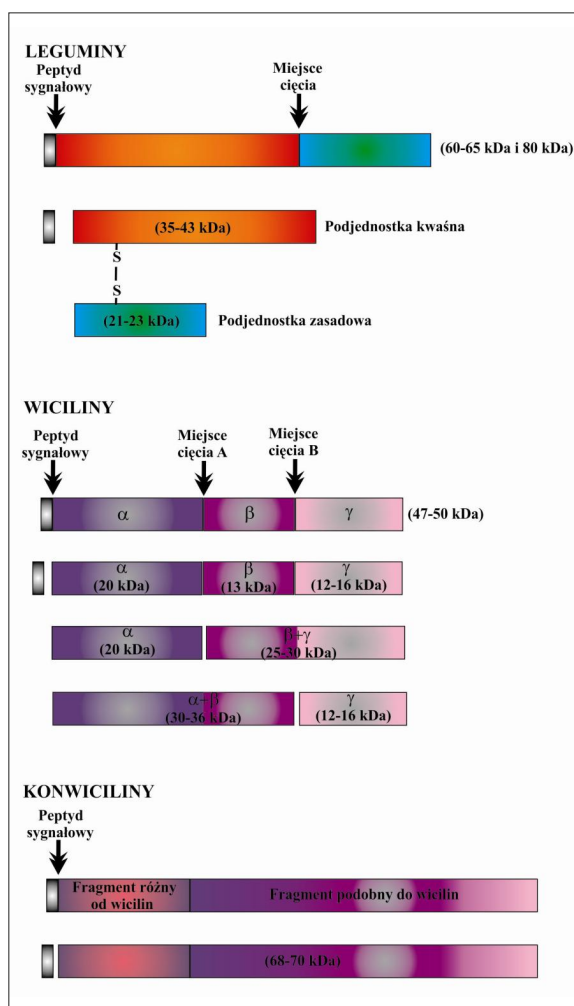 LEGUMINY
Peptyd
sygnałowy
Miejsce
cięcia
(60-65 kDa i 80 kDa)
(35-43 kDa)
Podjednostka kwaśna
S
S
(21-23 kDa)
Podjednostka zasadowa
WICILINY
Peptyd
sygnałowy
Miejsce
cięcia A
Miejsce
cięcia B
α
β
γ
(47-50 kDa)
α
(20 kDa)
β
(13 kDa)
γ
(12-16 kDa)
α
(20 kDa)
β+γ
(25-30 kDa)
α+β
(30-36 kDa)
γ
(12-16 kDa)
KONWICILINY
Peptyd
sygnałowy
Fragment różny
od wicilin
Fragment podobny do wicilin
(68-70 kDa)